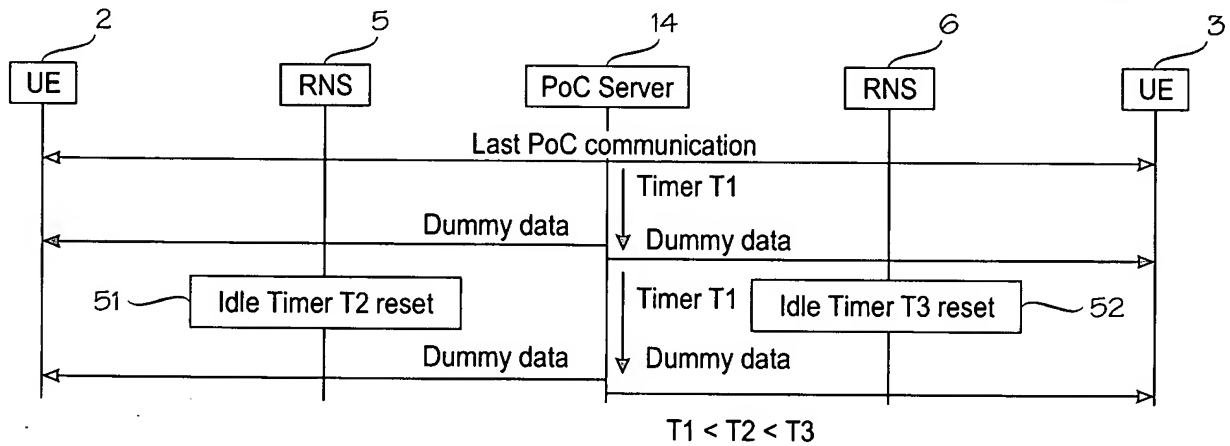 2 5 14 6 3
UE RNS PoC Server RNS UE
Last PoC communication
Timer T1
Dummy data Dummy data
51 Idle Timer T2 reset Timer T1 Idle Timer T3 reset 52
Dummy data Dummy data
T1 < T2 < T3